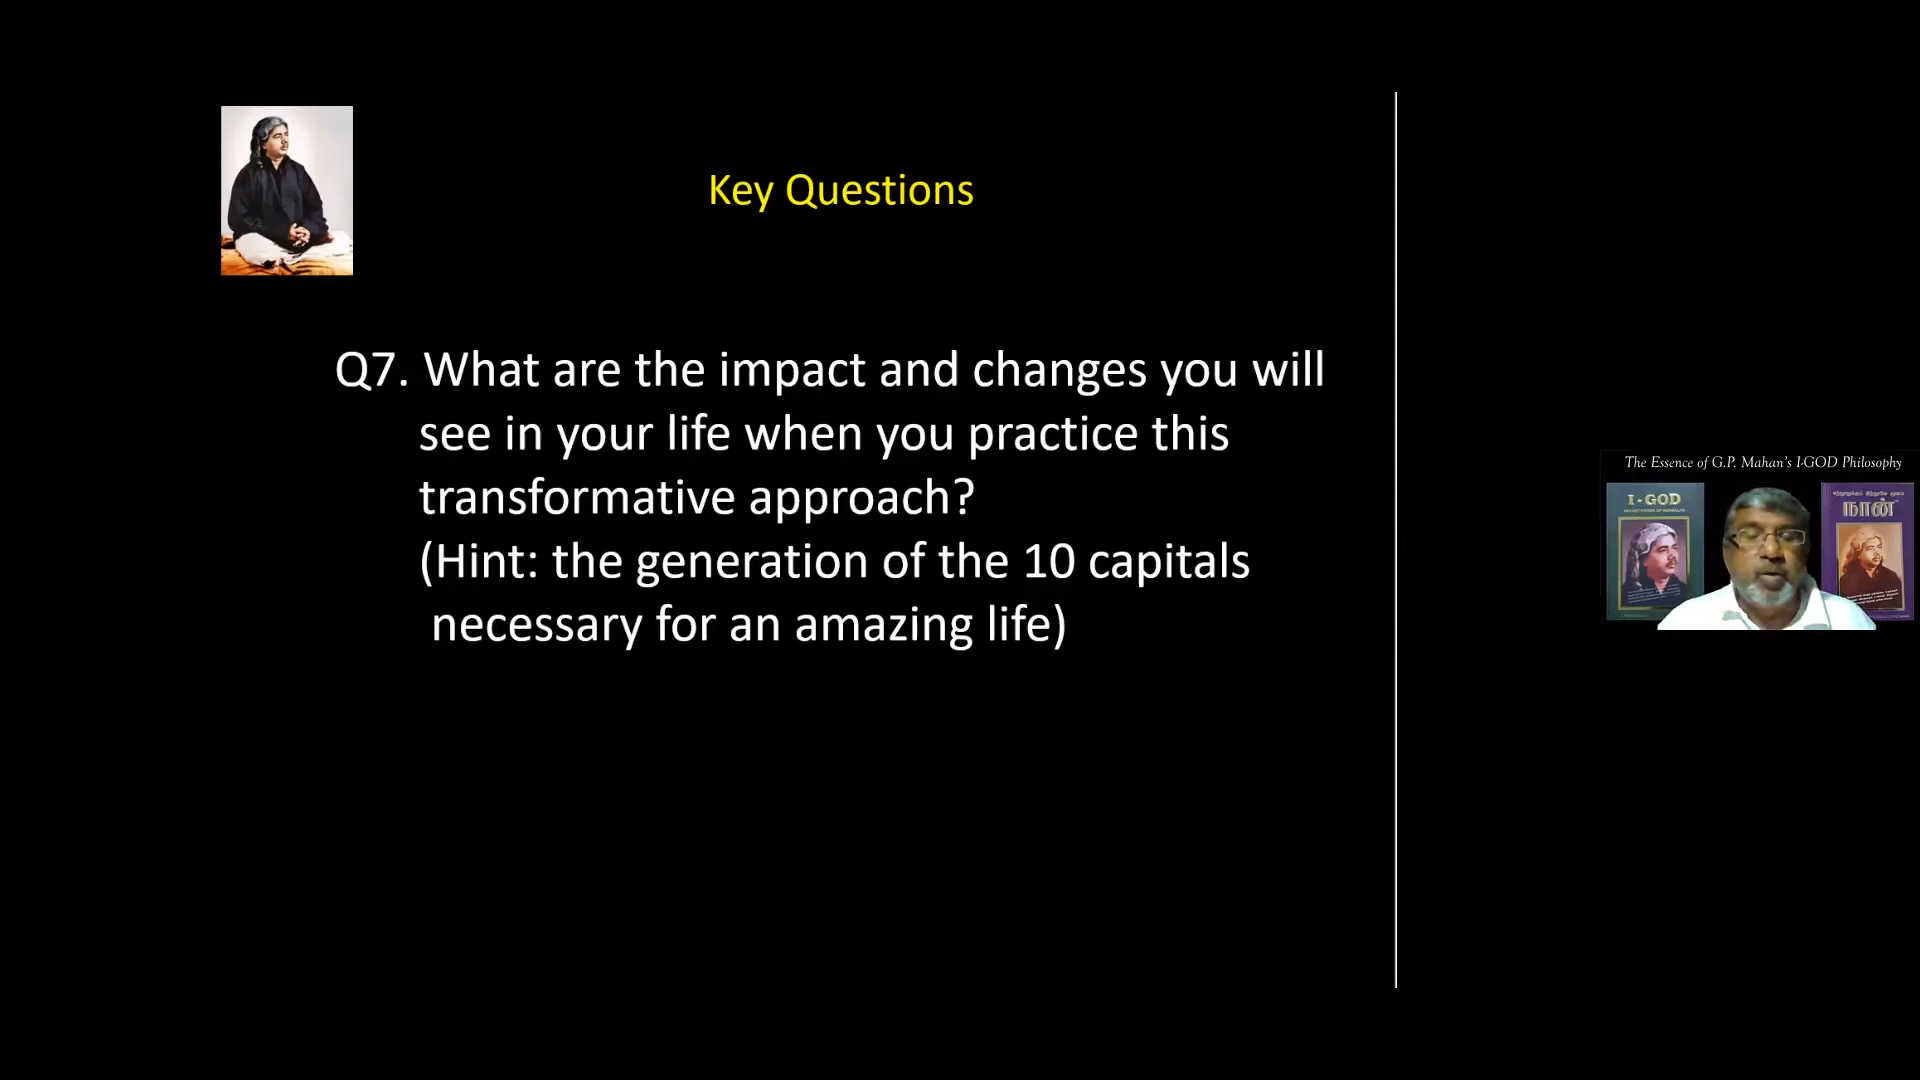 Key Questions
Q7. What are the impact and changes you will
see in your life when you practice this
transformative approach?
(Hint: the generation of the 10 capitals
necessary for an amazing life)
The Essence of G.P. Mahan's I-GOD Philosophy
I - GOD
நான்